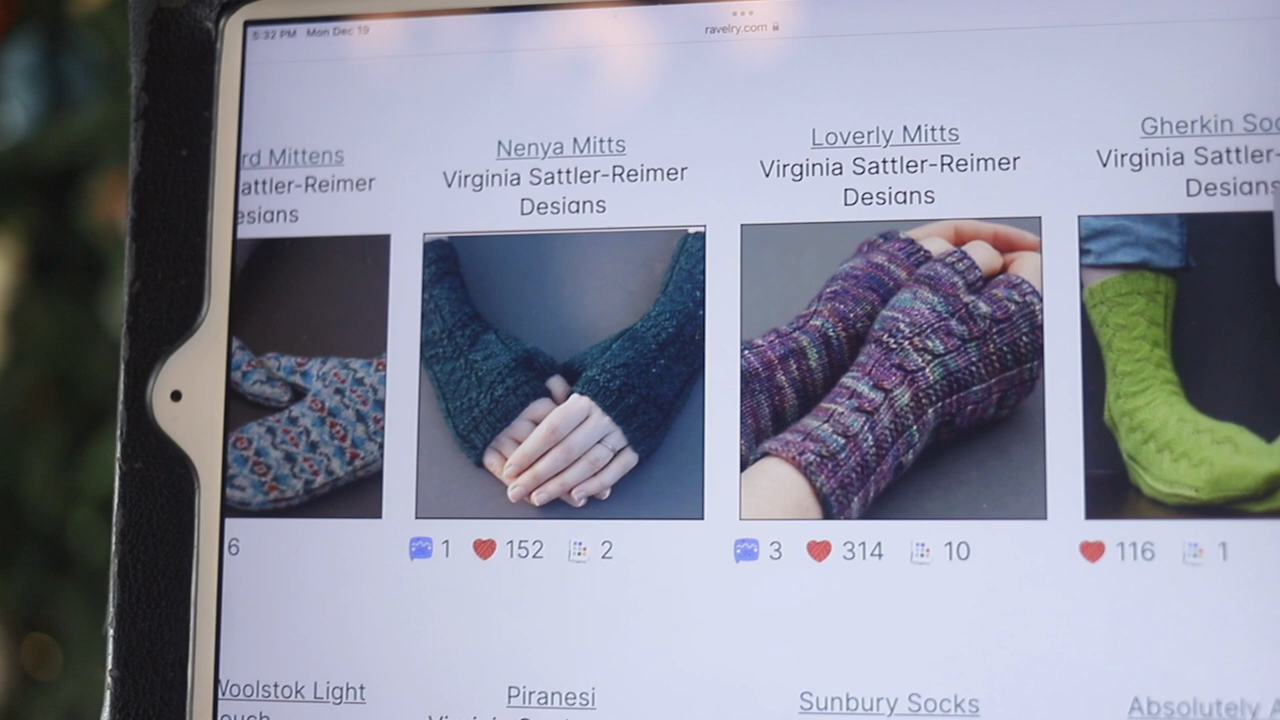 5:32 PM Mon Dec 19
ravelry.com
rd Mittens
attler-Reimer
esigns
6
Nenya Mitts
Virginia Sattler-Reimer
Designs
1 152 2
Loverly Mitts
Virginia Sattler-Reimer
Designs
3 314 10
Gherkin Soc
Virginia Sattler-
Designs
116 1
Woolstok Light
Piranesi
Sunbury Socks
Absolutely A